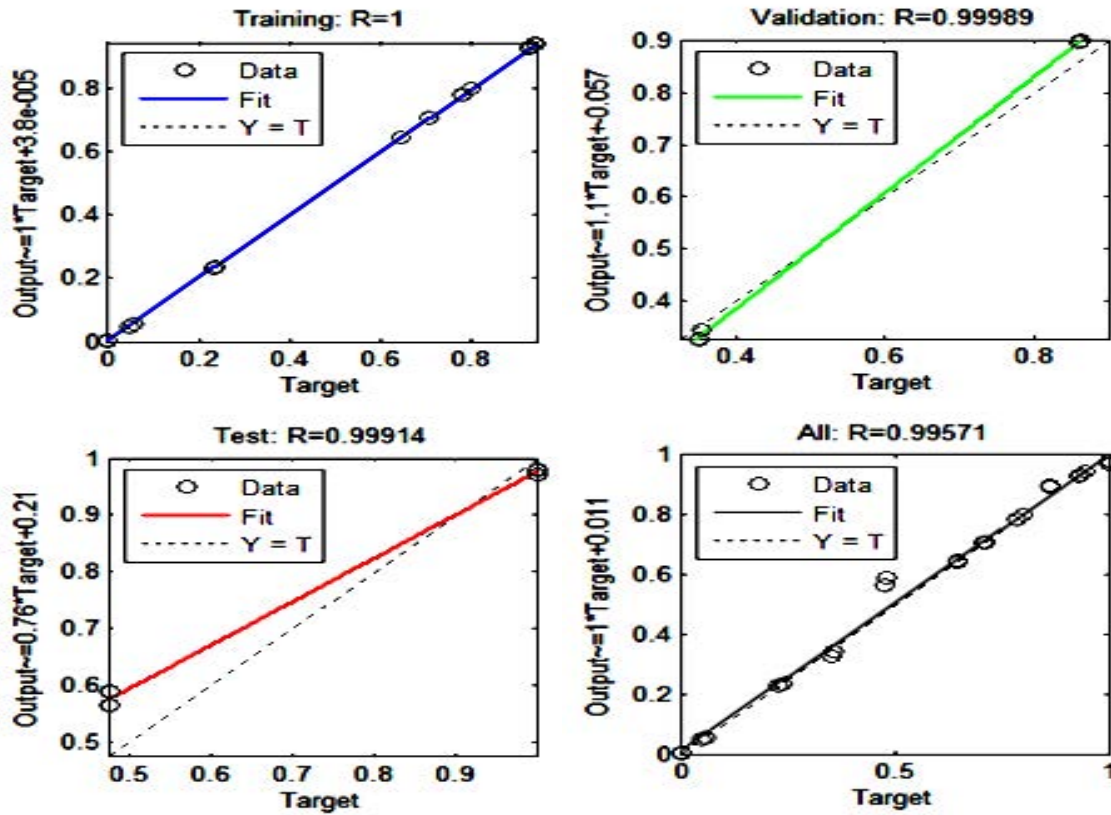 Training: R=1
Output~=1*Target+3.8e-005
Data
Fit
Y = T
0.8
0.6
0.4
0.2
0
0
0.2
0.4
0.6
0.8
Target
Validation: R=0.99989
Output~=1.1*Target+-0.057
Data
Fit
Y = T
0.9
0.8
0.7
0.6
0.5
0.4
0.4
0.6
0.8
Target
Test: R=0.99914
Output~=0.76*Target+0.21
Data
Fit
Y = T
1
0.9
0.8
0.7
0.6
0.5
0.5
0.6
0.7
0.8
0.9
Target
All: R=0.99571
Output~=1*Target+0.011
Data
Fit
Y = T
1
0.8
0.6
0.4
0.2
0
0
0.5
1
Target